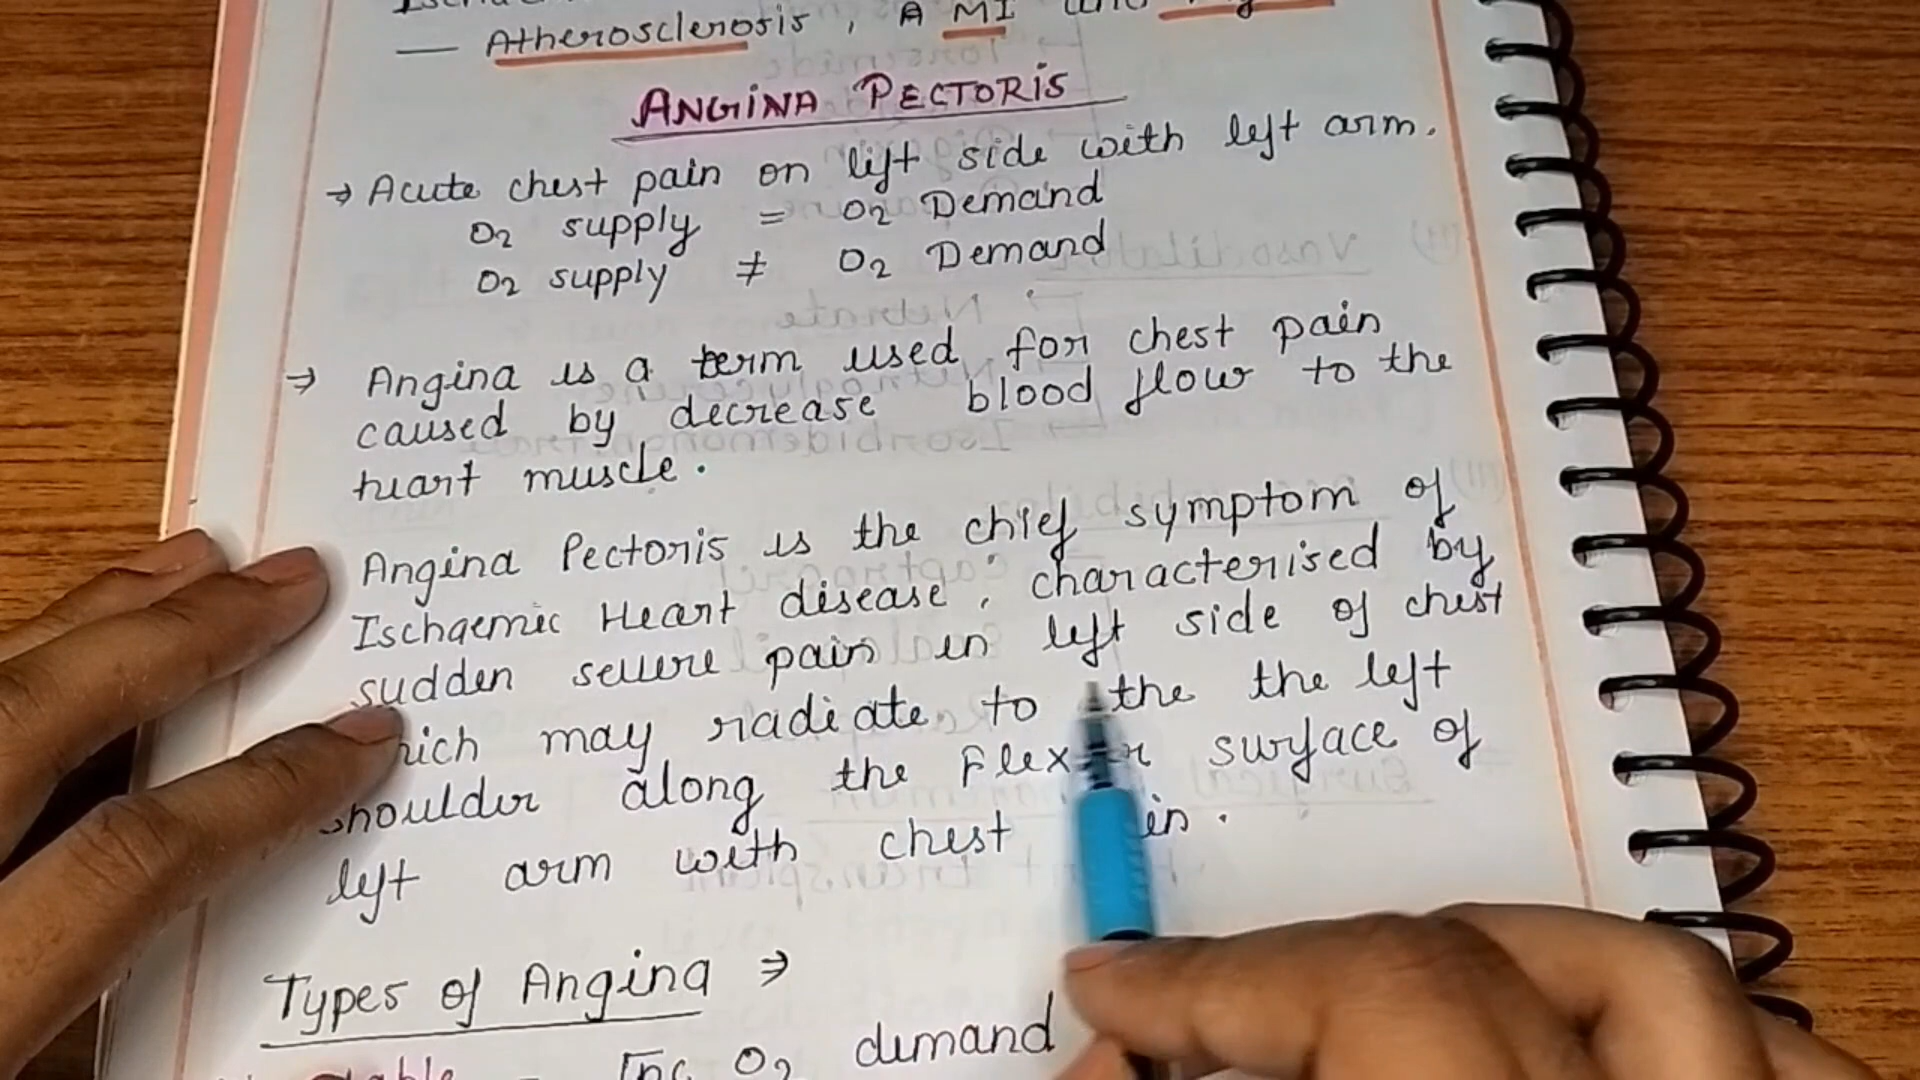 — Atherosclerosis, A MI and
ANGINA PECTORIS
→ Acute chest pain on left side with left arm.
O2 supply = O2 Demand
O2 supply ≠ O2 Demand
→ Angina is a term used for chest pain
caused by decrease blood flow to the
heart muscle.
Angina Pectoris is the chief symptom of
Ischaemic Heart disease, characterised by
sudden severe pain in left side of chest
which may radiate to the the left
shoulder along the Flexor surface of
left arm with chest
Types of Angina ⇒
- Inc O2 demand